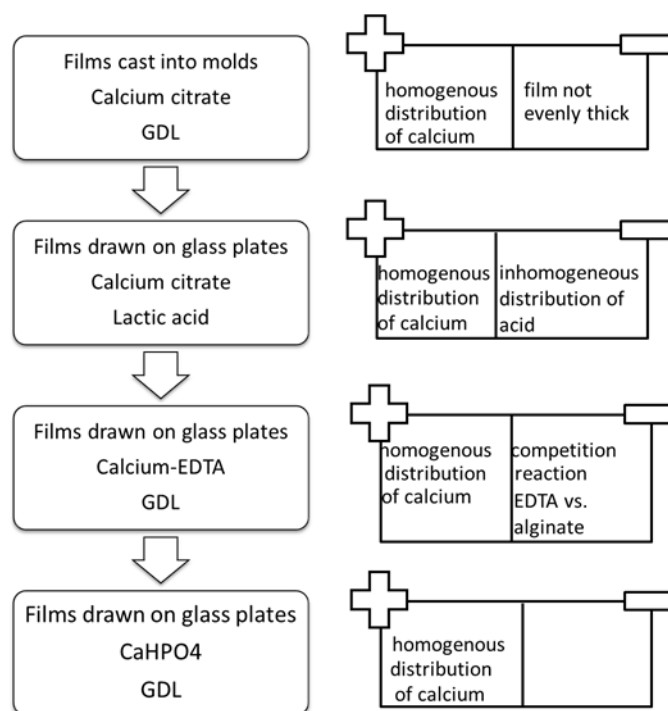 Films cast into molds
Calcium citrate
GDL
homogenous
distribution
of calcium
film not
evenly thick
Films drawn on glass plates
Calcium citrate
Lactic acid
homogenous
distribution
of calcium
inhomogeneous
distribution of
acid
Films drawn on glass plates
Calcium-EDTA
GDL
homogenous
distribution
of calcium
competition
reaction
EDTA vs.
alginate
Films drawn on glass plates
CaHPO4
GDL
homogenous
distribution
of calcium